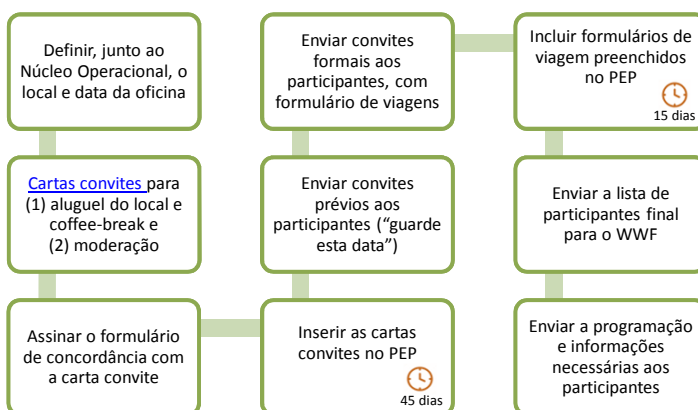 Definir, junto ao
Núcleo Operacional, o
local e data da oficina
Cartas convites para
(1) aluguel do local e
coffee-break e
(2) moderação
Assinar o formulário
de concordância com
a carta convite
Inserir as cartas
convites no PEP
45 dias
Enviar convites
prévios aos
participantes (“guarde
esta data”)
Enviar convites
formais aos
participantes, com
formulário de viagens
Incluir formulários de
viagem preenchidos
no PEP
15 dias
Enviar a lista de
participantes final
para o WWF
Enviar a programação
e informações
necessárias aos
participantes